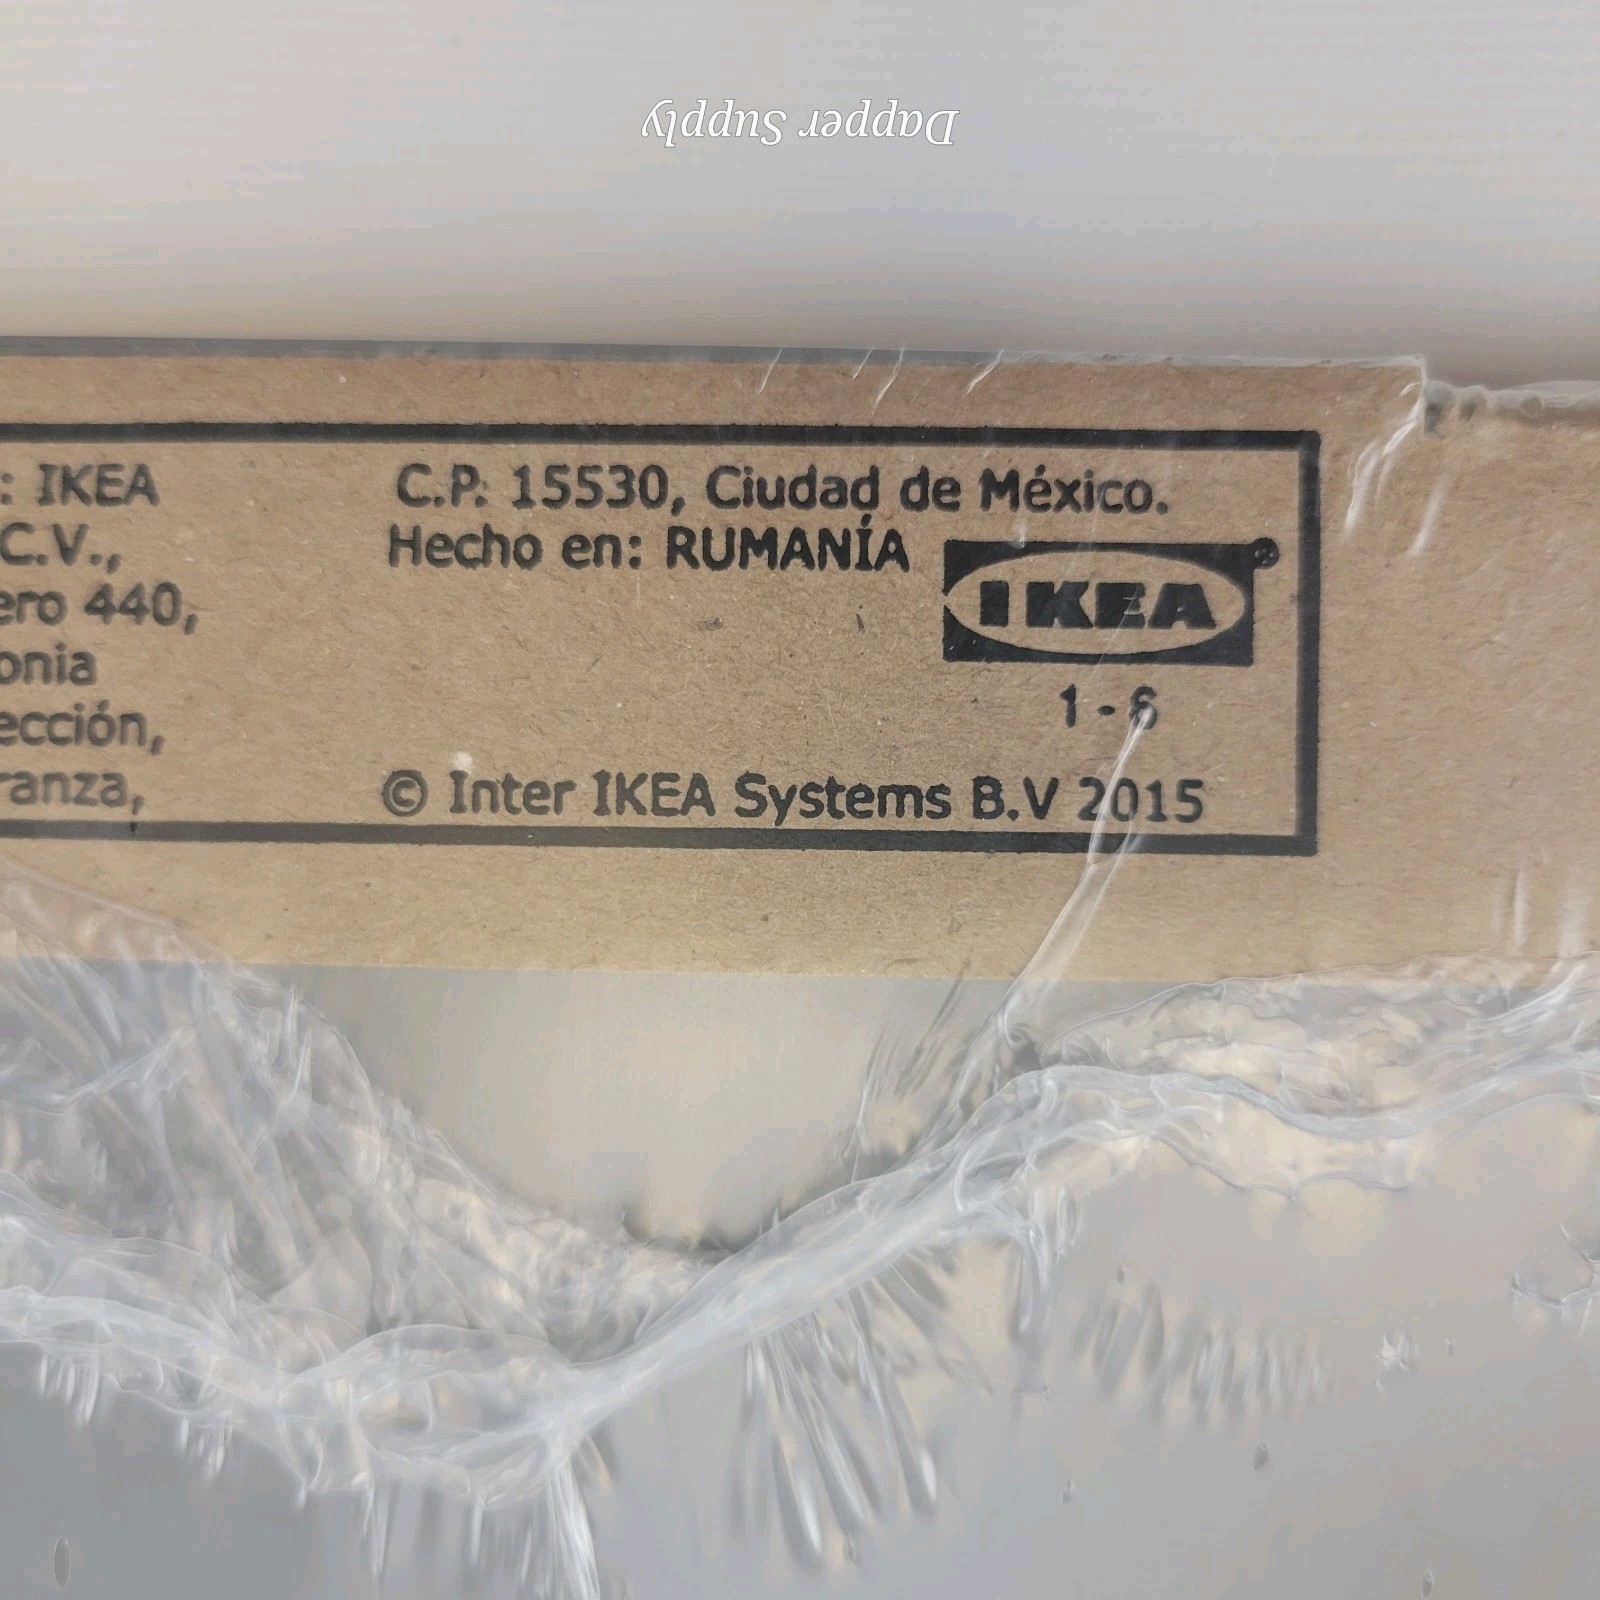 Dapper Supply
: IKEA
C.V.,
ero 440,
onia
ección,
ranza,
C.P. 15530, Ciudad de México.
Hecho en: RUMANÍA
IKEA®
1 - 6
© Inter IKEA Systems B.V 2015